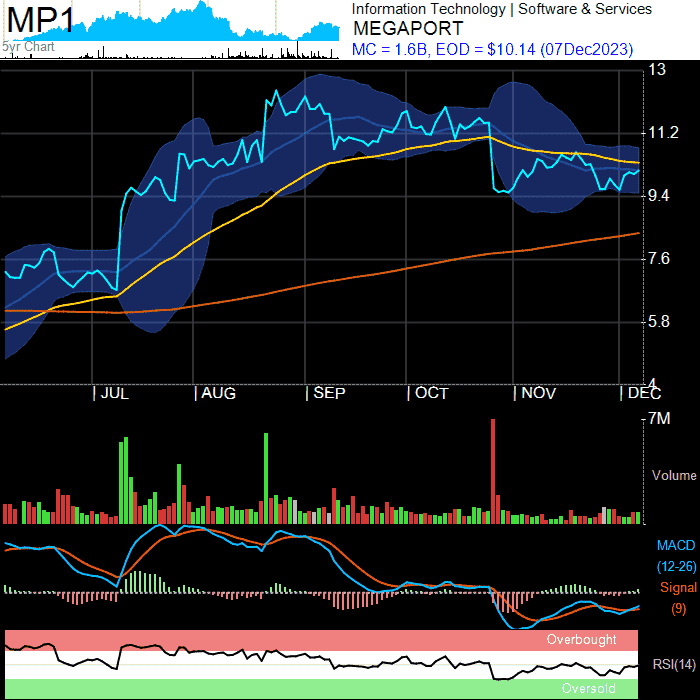 MP1
5yr Chart
Information Technology | Software & Services
MEGAPORT
MC = 1.6B, EOD = $10.14 (07Dec2023)
13
11.2
9.4
7.6
5.8
4
| JUL | AUG | SEP | OCT | NOV | DEC
7M
Volume
MACD
(12-26)
Signal
(9)
Overbought
RSI(14)
Oversold